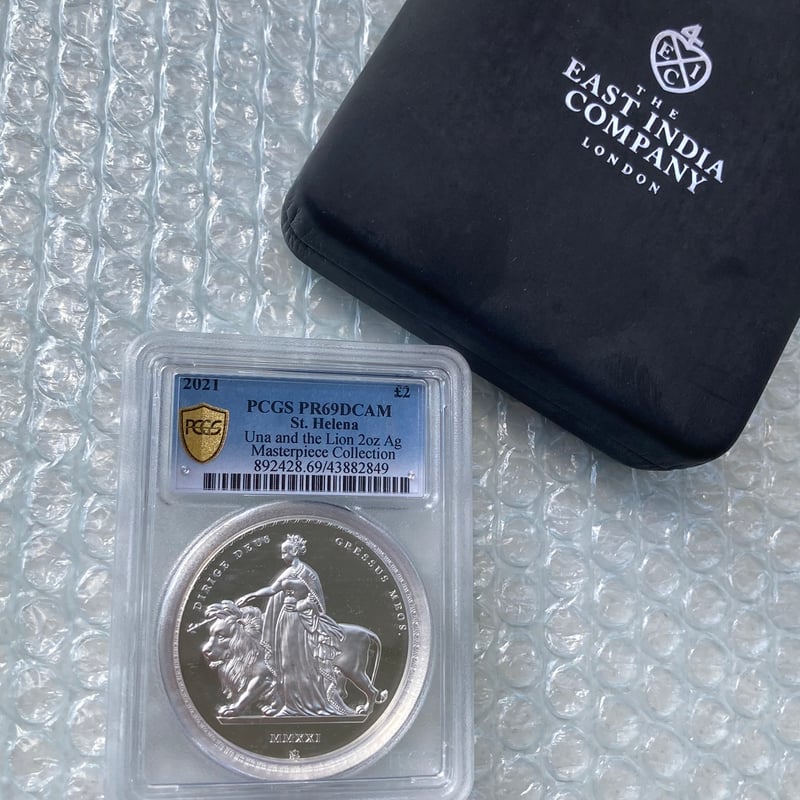 4
E I C
THE
EAST INDIA
COMPANY
LONDON
2021 £2
PCGS PR69DCAM
PCGS
St. Helena
Una and the Lion 2oz Ag
Masterpiece Collection
892428.69/43882849
DIRIGE DEUS GRESSUS MEOS.
MMXXI